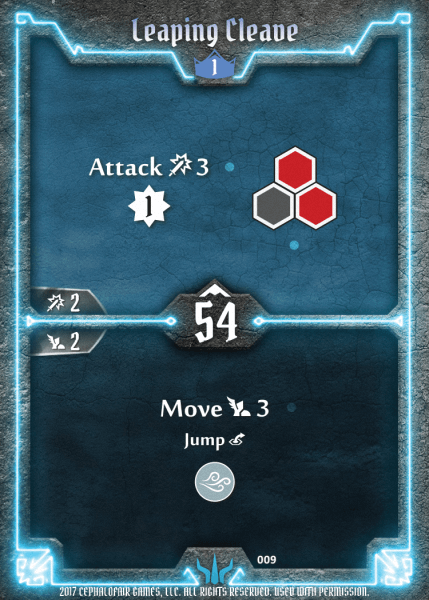 Leaping Cleave
1
Attack 3
1
2
54
2
Move 3
Jump
009
2017 CEPHALOFAIR GAMES, LLC. ALL RIGHTS RESERVED. USED WITH PERMISSION.